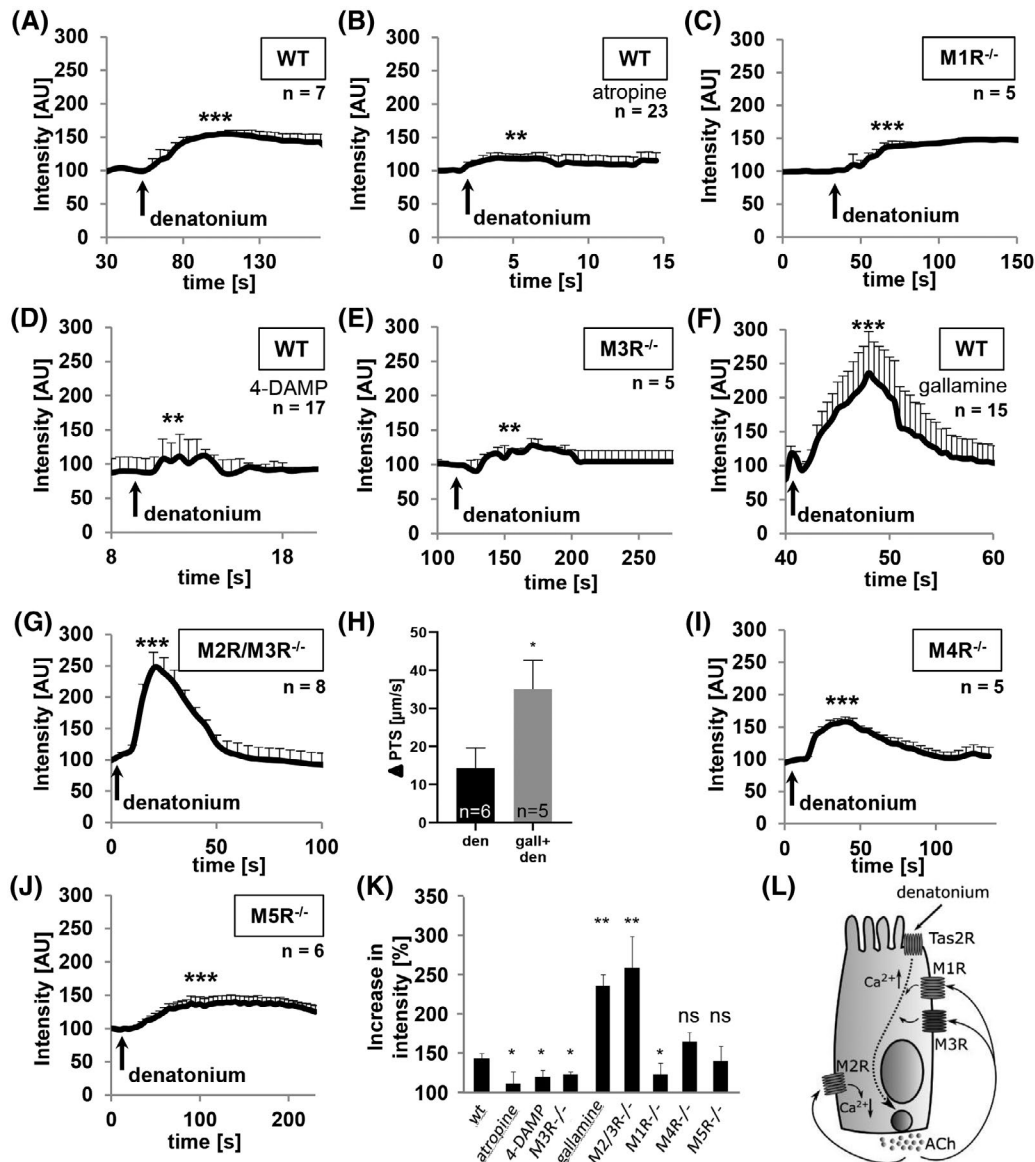 (A)
300
250
200
150
100
50
0
Intensity [AU]
WT
n = 7
***
denatonium
30 80 130
time [s]
(B)
300
250
200
150
100
50
0
Intensity [AU]
WT
atropine
n = 23
**
denatonium
0 5 10 15
time [s]
(C)
300
250
200
150
100
50
0
Intensity [AU]
M1R-/-
n = 5
***
denatonium
0 50 100 150
time [s]
(D)
300
250
200
150
100
50
0
Intensity [AU]
WT
4-DAMP
n = 17
**
denatonium
8 18
time [s]
(E)
300
250
200
150
100
50
0
Intensity [AU]
M3R-/-
n = 5
**
denatonium
100 150 200 250
time [s]
(F)
300
250
200
150
100
50
0
Intensity [AU]
***
WT
gallamine
n = 15
denatonium
40 50 60
time [s]
(G)
300
250
200
150
100
50
0
Intensity [AU]
***
M2R/M3R-/-
n = 8
denatonium
0 50 100
time [s]
(H)
50
40
30
20
10
0
▲ PTS [µm/s]
*
n=6 n=5
den gall+
den
(I)
300
250
200
150
100
50
0
Intensity [AU]
M4R-/-
n = 5
***
denatonium
0 50 100
time [s]
(J)
300
250
200
150
100
50
0
Intensity [AU]
M5R-/-
n = 6
***
denatonium
0 100 200
time [s]
(K)
350
300
250
200
150
100
Increase in
intensity [%]
* * * ** ** * ns ns
wt
atropine
4-DAMP
M3R-/-
gallamine
M2/3R-/-
M1R-/-
M4R-/-
M5R-/-
(L)
denatonium
Tas2R
M1R
Ca2+
M3R
M2R
Ca2+
ACh